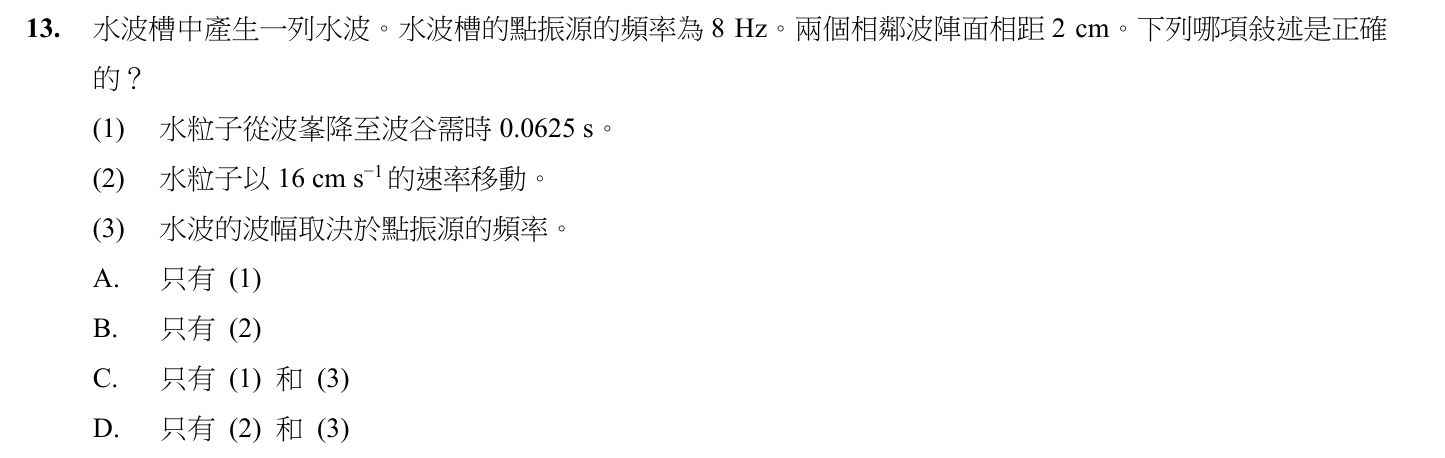 13. 水波槽中產生一列水波。水波槽的點振源的頻率為 8 Hz。兩個相鄰波陣面相距 2 cm。下列哪項敍述是正確
的？
(1) 水粒子從波峯降至波谷需時 0.0625 s。
(2) 水粒子以 16 cm s⁻¹ 的速率移動。
(3) 水波的波幅取決於點振源的頻率。
A. 只有 (1)
B. 只有 (2)
C. 只有 (1) 和 (3)
D. 只有 (2) 和 (3)